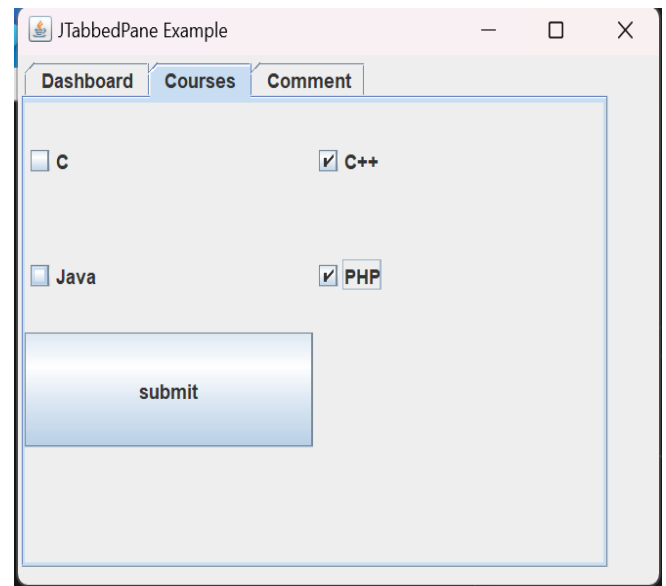 JTabbedPane Example
Dashboard Courses Comment
C C++
Java PHP
submit